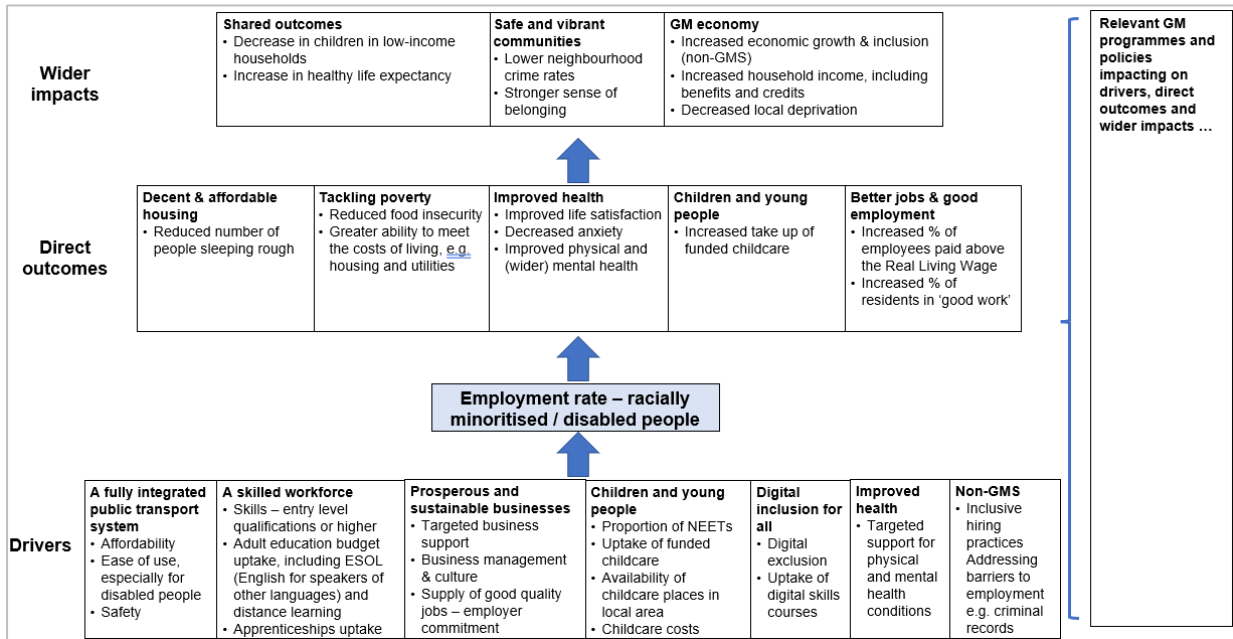 Wider
impacts
Shared outcomes
• Decrease in children in low-income
households
• Increase in healthy life expectancy
Safe and vibrant
communities
• Lower neighbourhood
crime rates
• Stronger sense of
belonging
GM economy
• Increased economic growth & inclusion
(non-GMS)
• Increased household income, including
benefits and credits
• Decreased local deprivation
Relevant GM
programmes and
policies
impacting on
drivers, direct
outcomes and
wider impacts ...
Direct
outcomes
Decent & affordable
housing
• Reduced number of
people sleeping rough
Tackling poverty
• Reduced food insecurity
• Greater ability to meet
the costs of living, e.g.
housing and utilities
Improved health
• Improved life satisfaction
• Decreased anxiety
• Improved physical and
(wider) mental health
Children and young
people
• Increased take up of
funded childcare
Better jobs & good
employment
• Increased % of
employees paid above
the Real Living Wage
• Increased % of
residents in ‘good work’
Employment rate – racially
minoritised / disabled people
Drivers
A fully integrated
public transport
system
• Affordability
• Ease of use,
especially for
disabled people
• Safety
A skilled workforce
• Skills – entry level
qualifications or higher
• Adult education budget
uptake, including ESOL
(English for speakers of
other languages) and
distance learning
• Apprenticeships uptake
Prosperous and
sustainable businesses
• Targeted business
support
• Business management
& culture
• Supply of good quality
jobs – employer
commitment
Children and young
people
• Proportion of NEETs
• Uptake of funded
childcare
• Availability of
childcare places in
local area
• Childcare costs
Digital
inclusion for
all
• Digital
exclusion
• Uptake of
digital skills
courses
Improved
health
• Targeted
support for
physical
and mental
health
conditions
Non-GMS
• Inclusive
hiring
practices
Addressing
barriers to
employment
e.g. criminal
records